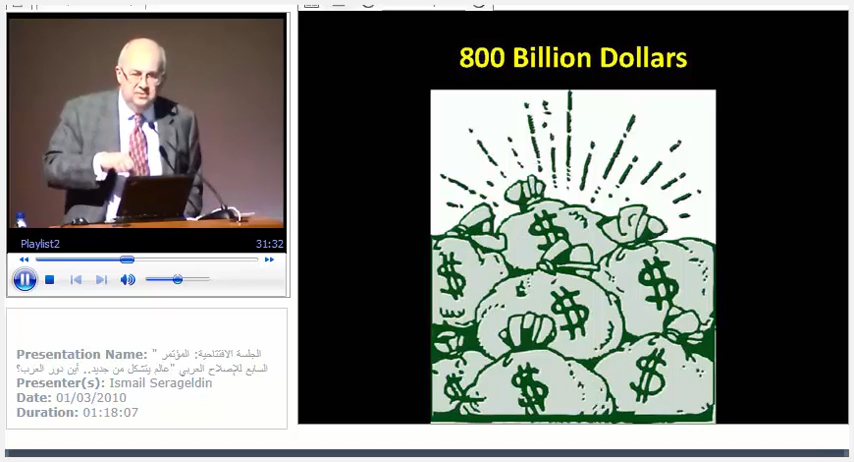 800 Billion Dollars
Playlist2
31:32
Presentation Name: " الجلسة الافتتاحية: المؤتمر
السابع للإصلاح العربي "عالم يتشكل من جديد.. أين دور العرب؟
Presenter(s): Ismail Serageldin
Date: 01/03/2010
Duration: 01:18:07